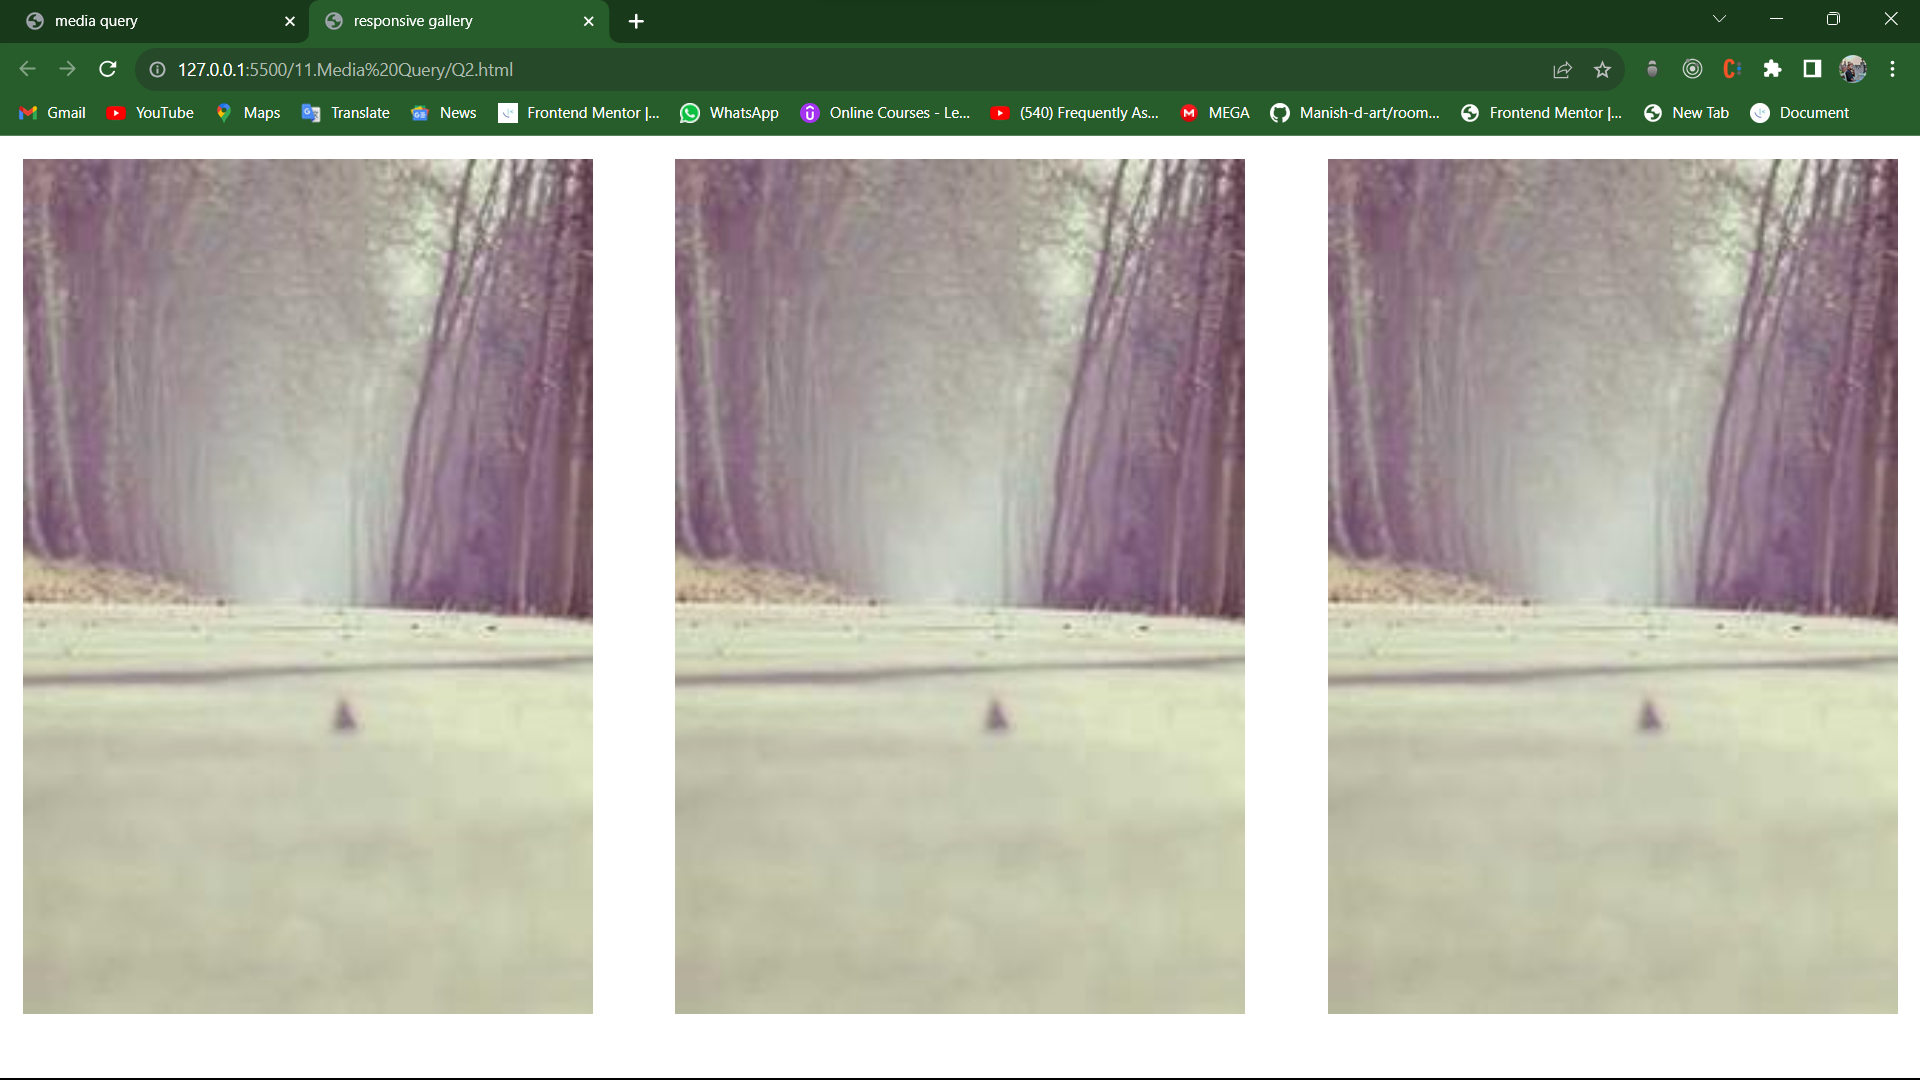 media query
responsive gallery
127.0.0.1:5500/11.Media%20Query/Q2.html
Gmail
YouTube
Maps
Translate
News
Frontend Mentor |...
WhatsApp
Online Courses - Le...
(540) Frequently As...
MEGA
Manish-d-art/room...
Frontend Mentor |...
New Tab
Document